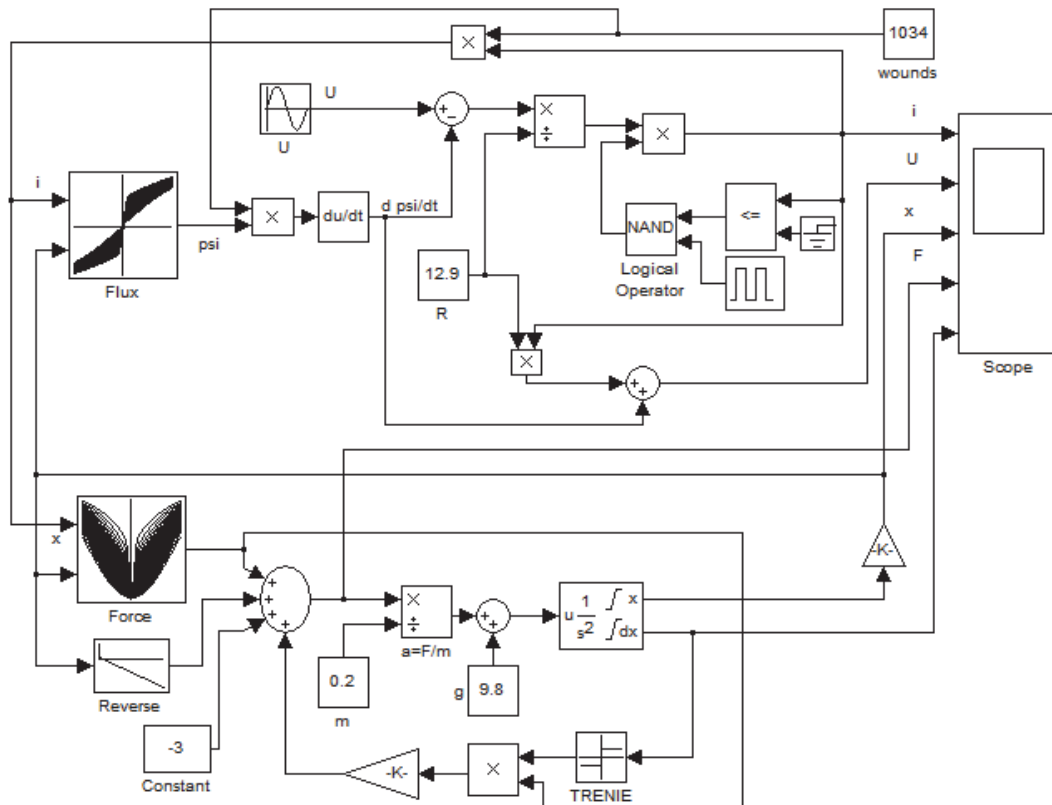 1034
wounds
×
U
U
+
−
×
÷
×
i
U
x
F
Scope
i
psi
Flux
×
du/dt
d psi/dt
12.9
R
NAND
Logical
Operator
<=
×
+
+
x
Force
+
+
+
+
×
÷
a=F/m
0.2
m
+
+
g
9.8
u 1/s2
x
dx
-K-
Reverse
-3
Constant
-K-
×
TRENIE